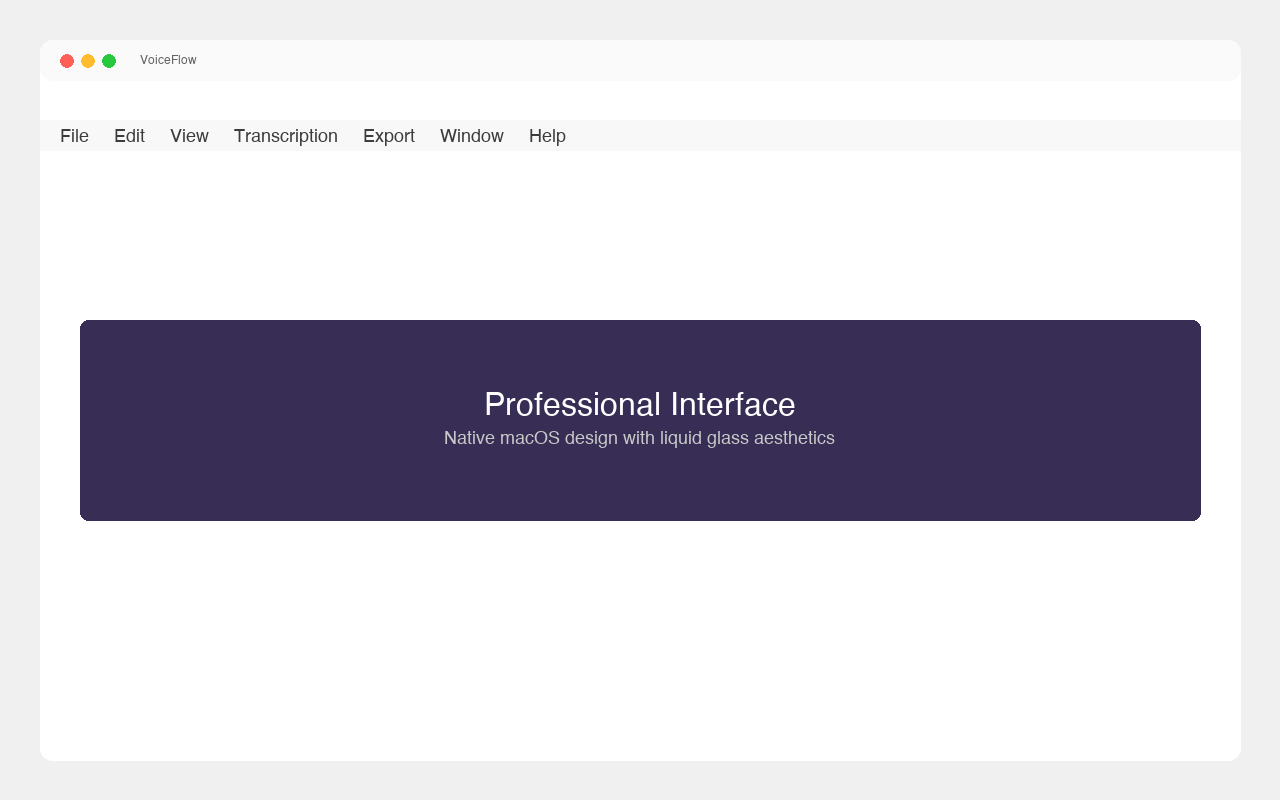 VoiceFlow
File Edit View Transcription Export Window Help
Professional Interface
Native macOS design with liquid glass aesthetics